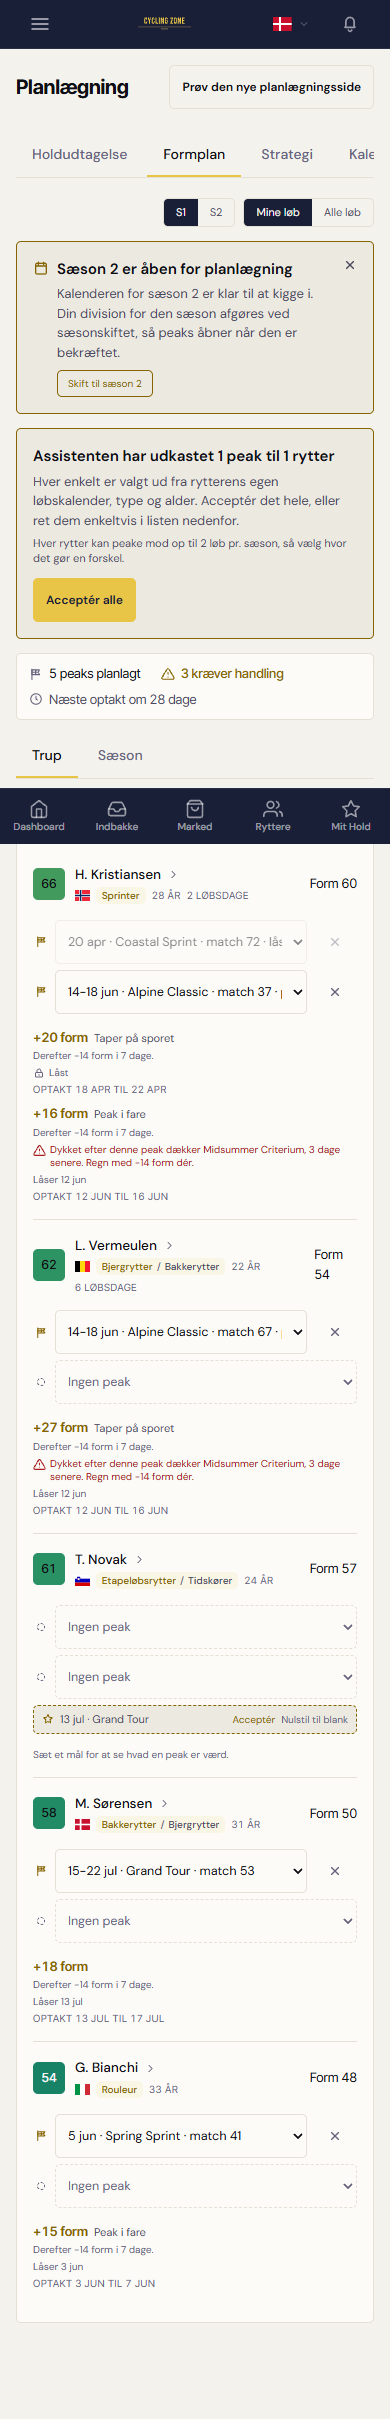 CYCLING ZONE
Planlægning
Prøv den nye planlægningsside
Holdudtagelse
Formplan
Strategi
Kale
S1
S2
Mine løb
Alle løb
Sæson 2 er åben for planlægning
Kalenderen for sæson 2 er klar til at kigge i.
Din division for den sæson afgøres ved
sæsonskiftet, så peaks åbner når den er
bekræftet.
Skift til sæson 2
Assistenten har udkastet 1 peak til 1 rytter
Hver enkelt er valgt ud fra rytterens egen
løbskalender, type og alder. Acceptér det hele, eller
ret dem enkeltvis i listen nedenfor.
Hver rytter kan peake mod op til 2 løb pr. sæson, så vælg hvor
det gør en forskel.
Acceptér alle
5 peaks planlagt
3 kræver handling
Næste optakt om 28 dage
Trup
Sæson
Dashboard
Indbakke
Marked
Ryttere
Mit Hold
66
H. Kristiansen
Sprinter
28 ÅR
2 LØBSDAGE
Form 60
20 apr · Coastal Sprint · match 72 · lås
14-18 jun · Alpine Classic · match 37 ·
+20 form Taper på sporet
Derefter -14 form i 7 dage.
Låst
OPTAKT 18 APR TIL 22 APR
+16 form Peak i fare
Derefter -14 form i 7 dage.
Dykket efter denne peak dækker Midsummer Criterium, 3 dage
senere. Regn med -14 form dér.
Låser 12 jun
OPTAKT 12 JUN TIL 16 JUN
62
L. Vermeulen
Bjergrytter / Bakkerytter
22 ÅR
6 LØBSDAGE
Form
54
14-18 jun · Alpine Classic · match 67 ·
Ingen peak
+27 form Taper på sporet
Derefter -14 form i 7 dage.
Dykket efter denne peak dækker Midsummer Criterium, 3 dage
senere. Regn med -14 form dér.
Låser 12 jun
OPTAKT 12 JUN TIL 16 JUN
61
T. Novak
Etapeløbsrytter / Tidskører
24 ÅR
Form 57
Ingen peak
Ingen peak
13 jul · Grand Tour
Acceptér
Nulstil til blank
Sæt et mål for at se hvad en peak er værd.
58
M. Sørensen
Bakkerytter / Bjergrytter
31 ÅR
Form 50
15-22 jul · Grand Tour · match 53
Ingen peak
+18 form
Derefter -14 form i 7 dage.
Låser 13 jul
OPTAKT 13 JUL TIL 17 JUL
54
G. Bianchi
Rouleur
33 ÅR
Form 48
5 jun · Spring Sprint · match 41
Ingen peak
+15 form Peak i fare
Derefter -14 form i 7 dage.
Låser 3 jun
OPTAKT 3 JUN TIL 7 JUN